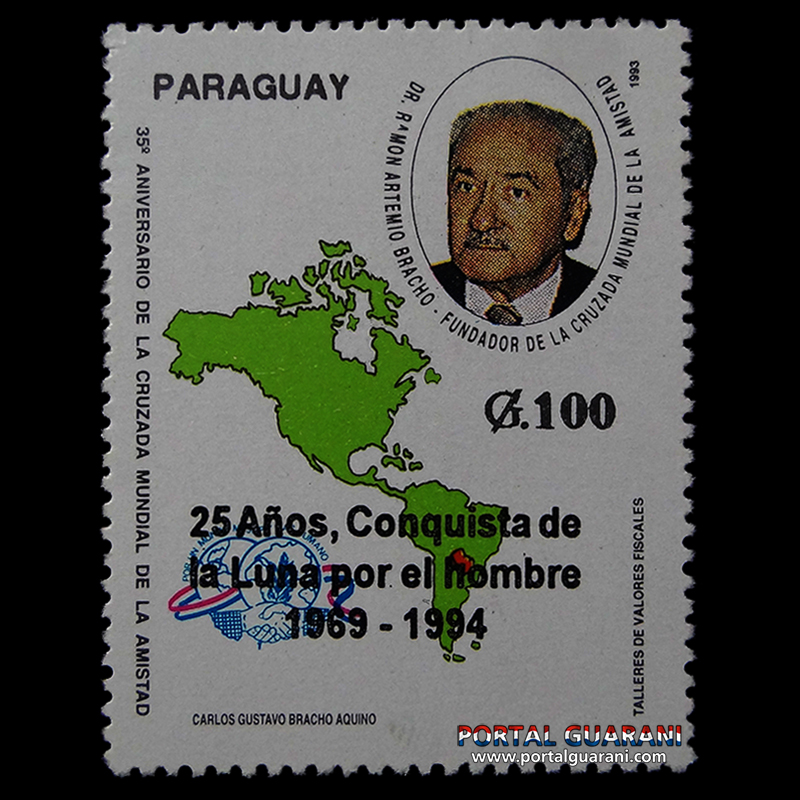 PARAGUAY
1993
DR. RAMON ARTEMIO BRACHO - FUNDADOR DE LA CRUZADA MUNDIAL DE LA AMISTAD
35º ANIVERSARIO DE LA CRUZADA MUNDIAL DE LA AMISTAD
₲.100
25 Años, Conquista de
la Luna por el hombre
1969 - 1994
TALLERES DE VALORES FISCALES
CARLOS GUSTAVO BRACHO AQUINO
PORTAL GUARANI
www.portalguarani.com